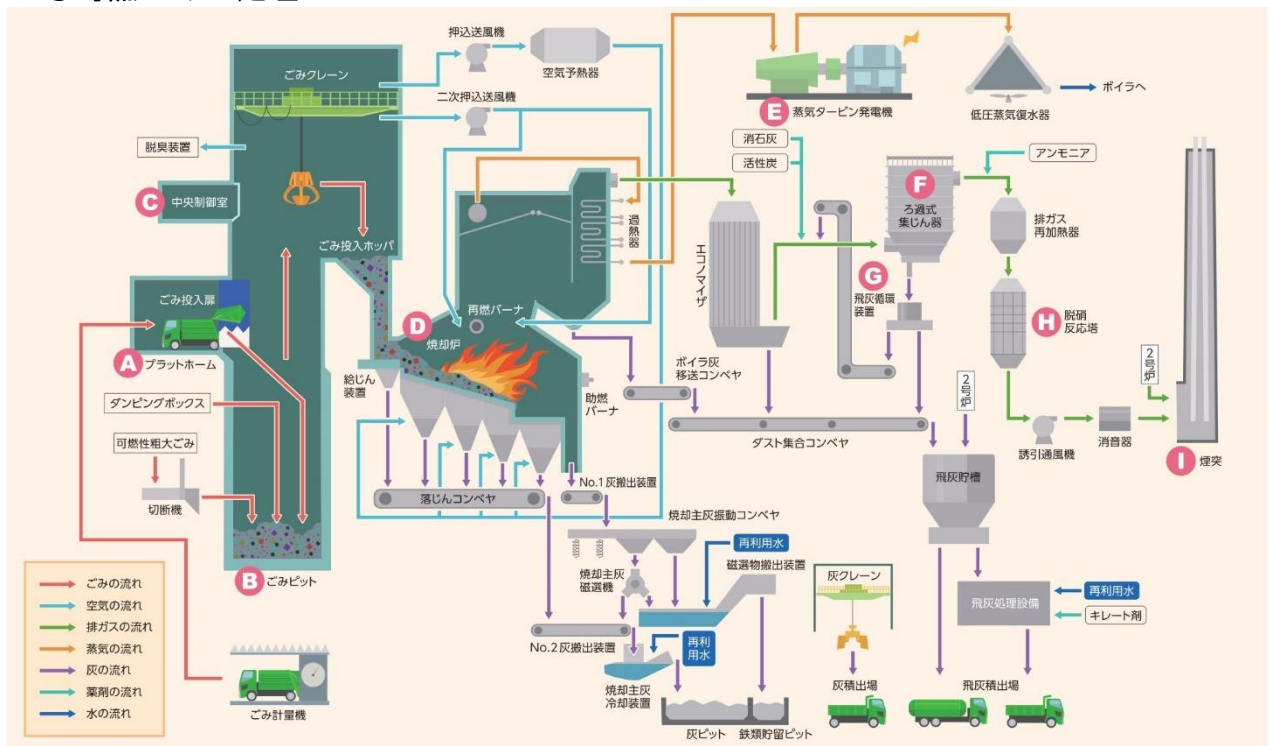 押込送風機
空気予熱器
ごみクレーン
二次押込送風機
脱臭装置
C
中央制御室
ごみ投入ホッパ
ごみ投入扉
A
プラットホーム
ダンピングボックス
可燃性粗大ごみ
切断機
B
ごみピット
D
焼却炉
再燃バーナ
過熱器
給じん
装置
助燃
バーナ
落じんコンベヤ
E
蒸気タービン発電機
低圧蒸気復水器
ボイラへ
消石灰
活性炭
エコノマイザ
F
ろ過式
集じん器
アンモニア
排ガス
再加熱器
G
飛灰循環
装置
H
脱硝
反応塔
ボイラ灰
移送コンベヤ
ダスト集合コンベヤ
2号炉
2号炉
誘引通風機
消音器
I
煙突
No.1灰搬出装置
焼却主灰振動コンベヤ
再利用水
焼却主灰
磁選機
磁選物搬出装置
No.2灰搬出装置
再利
用水
焼却主灰
冷却装置
灰ピット
鉄類貯留ピット
灰クレーン
灰積出場
飛灰貯槽
飛灰処理設備
再利用水
キレート剤
飛灰積出場
ごみの流れ
空気の流れ
排ガスの流れ
蒸気の流れ
灰の流れ
薬剤の流れ
水の流れ
ごみ計量機